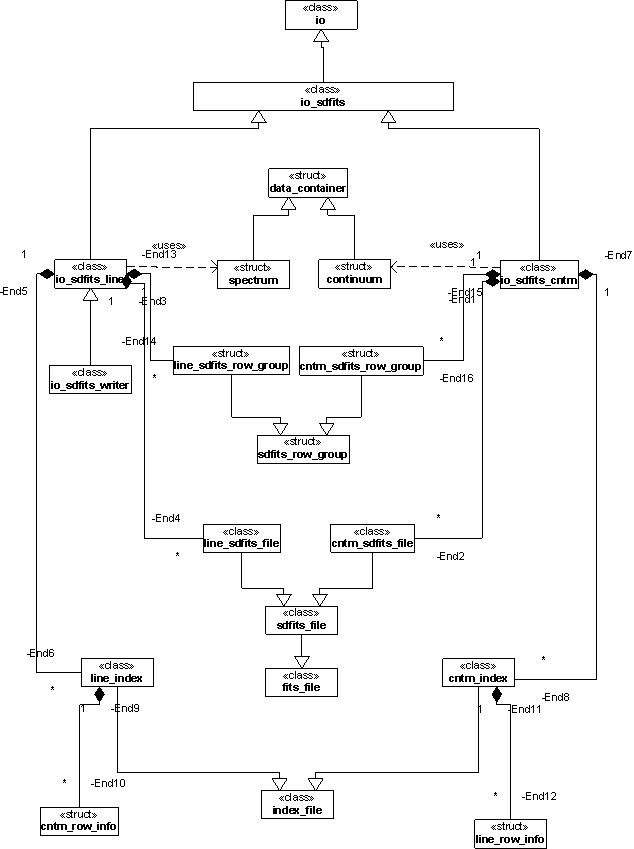 «class»
io
«class»
io_sdfits
«struct»
data_container
1
-End13
«uses»
«uses»
1
-End7
«class»
io_sdfits_line
«struct»
spectrum
«struct»
continuum
«class»
io_sdfits_cntm
-End5
1
-End3
-End15
-End1
1
-End14
*
«struct»
line_sdfits_row_group
«struct»
cntm_sdfits_row_group
*
-End16
«class»
io_sdfits_writer
«struct»
sdfits_row_group
-End4
*
«class»
line_sdfits_file
«class»
cntm_sdfits_file
*
-End2
«class»
sdfits_file
-End6
*
«class»
line_index
«class»
fits_file
«class»
cntm_index
*
-End8
1
-End9
1
-End11
*
-End10
*
-End12
«struct»
cntm_row_info
«class»
index_file
«struct»
line_row_info